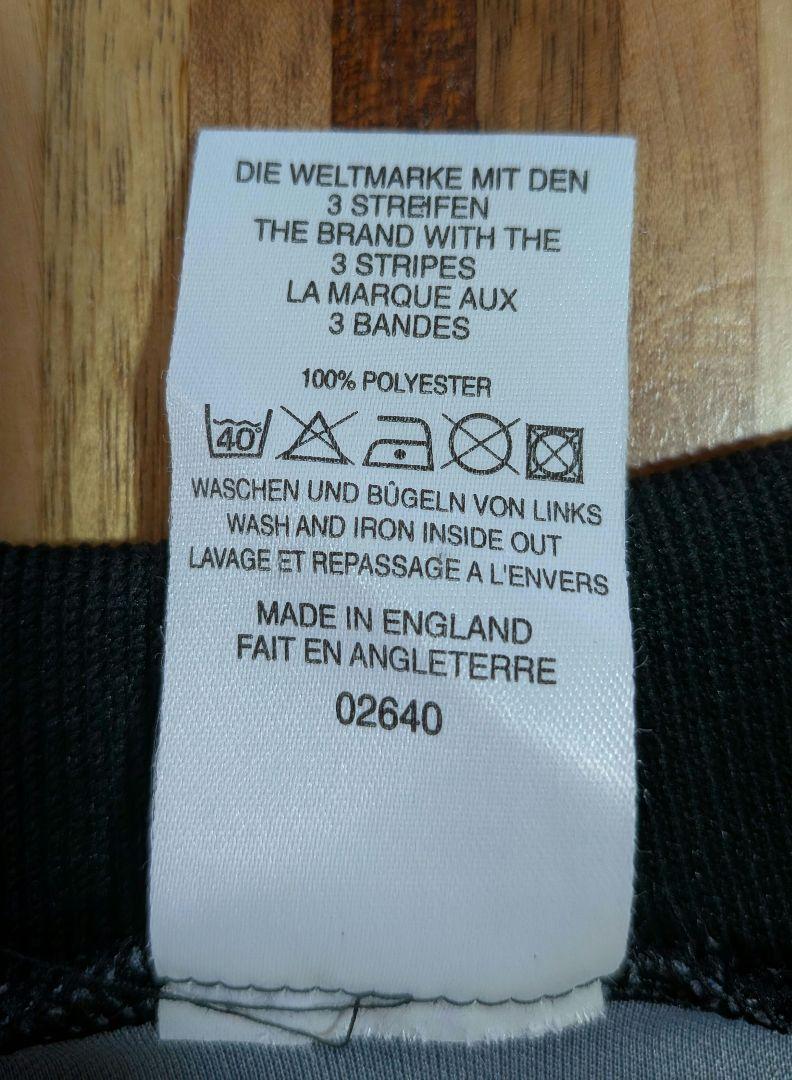 DIE WELTMARKE MIT DEN
3 STREIFEN
THE BRAND WITH THE
3 STRIPES
LA MARQUE AUX
3 BANDES
100% POLYESTER
40
WASCHEN UND BÛGELN VON LINKS
WASH AND IRON INSIDE OUT
LAVAGE ET REPASSAGE A L'ENVERS
MADE IN ENGLAND
FAIT EN ANGLETERRE
02640